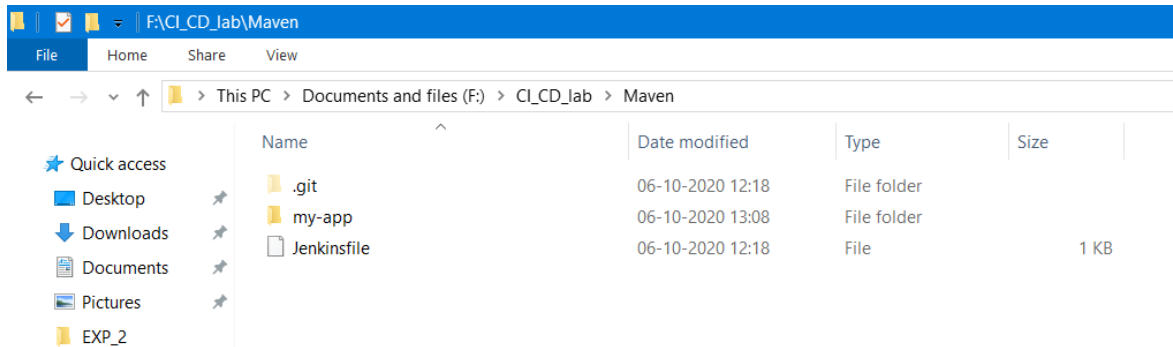 F:\CI_CD_lab\Maven
File Home Share View
This PC > Documents and files (F:) > CI_CD_lab > Maven
Name Date modified Type Size
Quick access
.git 06-10-2020 12:18 File folder
Desktop
my-app 06-10-2020 13:08 File folder
Downloads
Jenkinsfile 06-10-2020 12:18 File 1 KB
Documents
Pictures
EXP_2